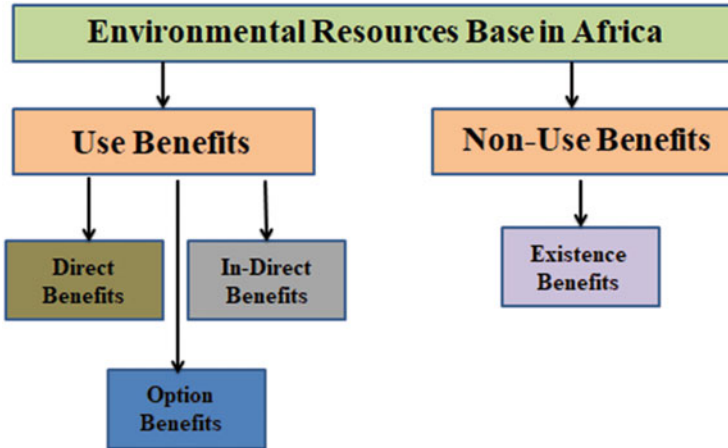 Environmental Resources Base in Africa
Use Benefits
Non-Use Benefits
Direct
Benefits
In-Direct
Benefits
Existence
Benefits
Option
Benefits